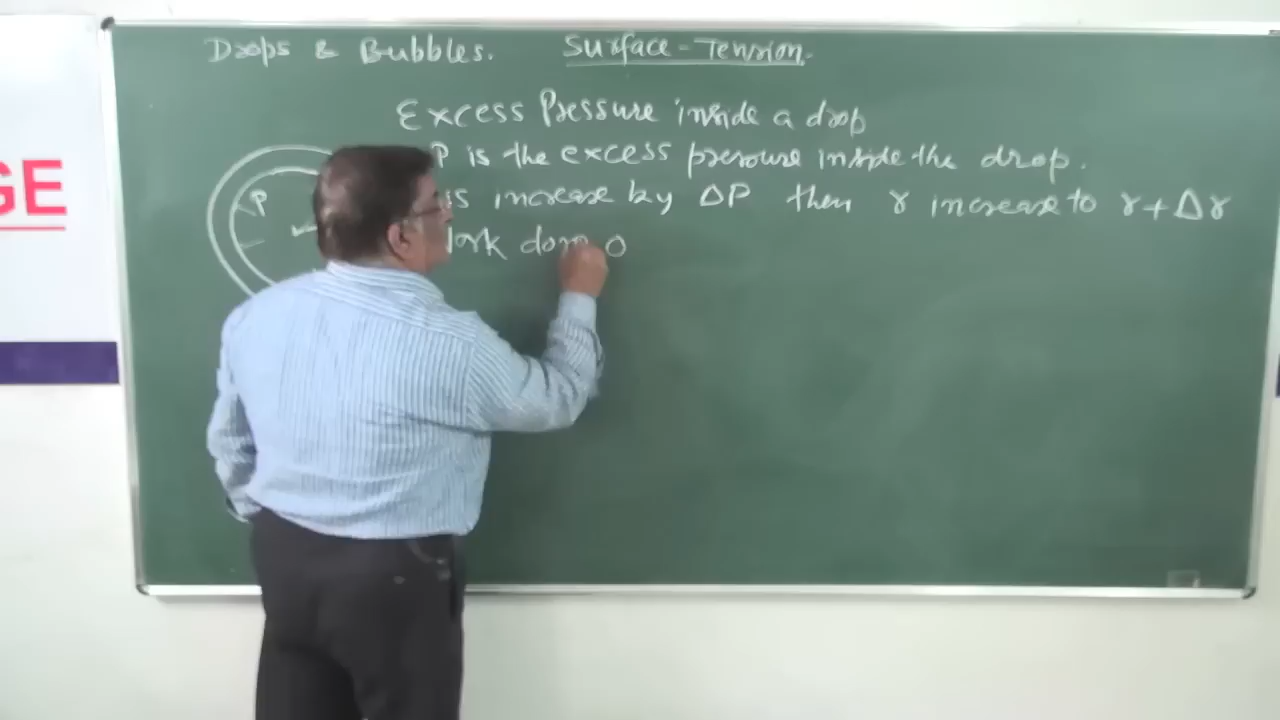 Drops & Bubbles. Surface-Tension.
Excess Pressure inside a drop
P is the excess pressure inside the drop.
is increase by ΔP then r increase to r+Δr
P
Work done o
GE